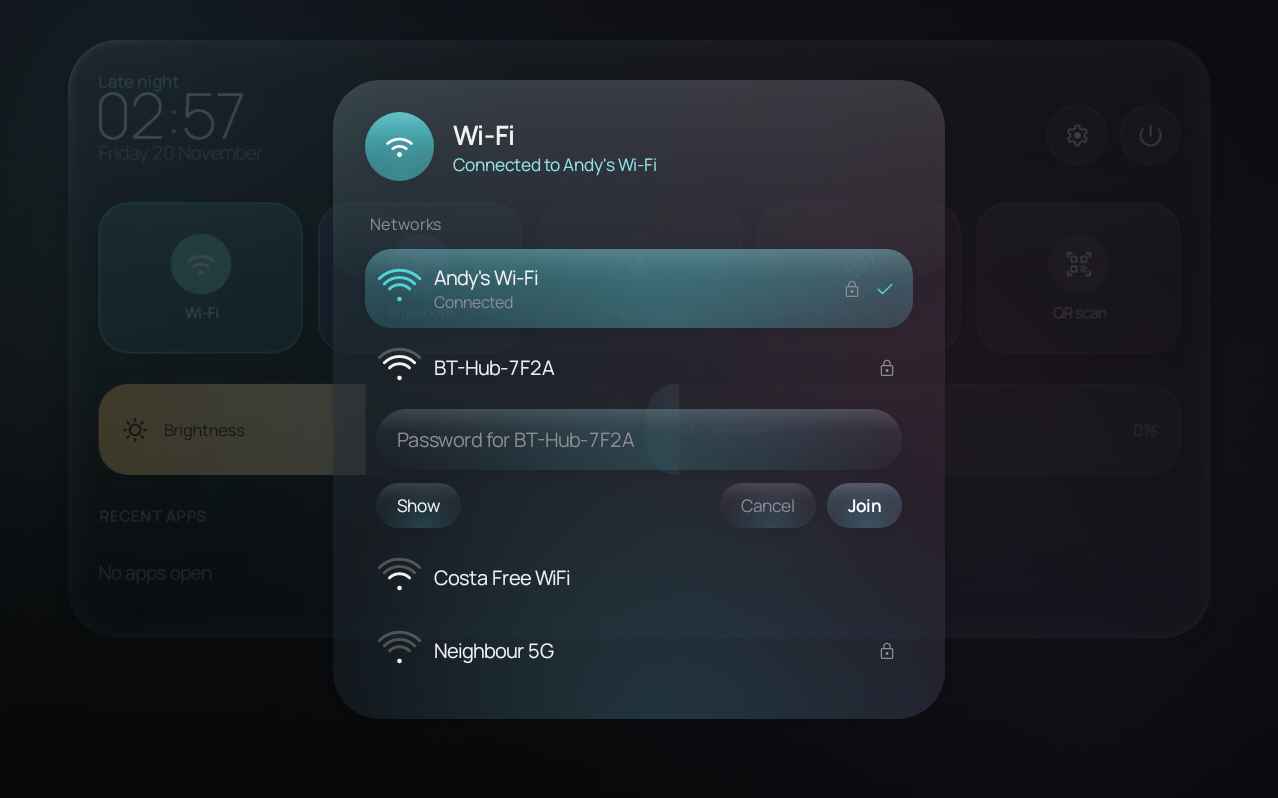 Late night
02:57
Friday 20 November
Wi-Fi
Connected to Andy's Wi-Fi
Networks
Andy's Wi-Fi
Connected
Wi-Fi
Bluetooth
QR scan
BT-Hub-7F2A
Brightness
Password for BT-Hub-7F2A
0%
Show
Cancel
Join
RECENT APPS
No apps open
Costa Free WiFi
Neighbour 5G